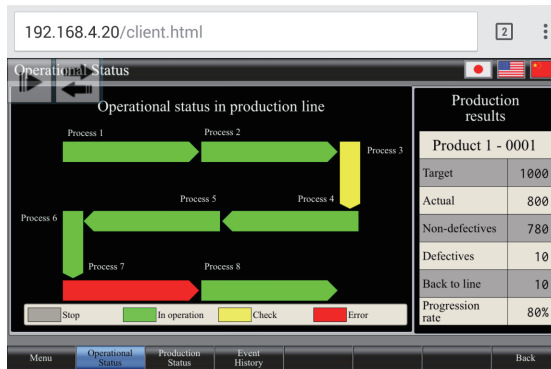 192.168.4.20/client.html
2
Operational Status
Operational status in production line
Process 1
Process 2
Process 3
Process 5
Process 4
Process 6
Process 7
Process 8
Stop
In operation
Check
Error
Production
results
Product 1 - 0001
Target 1000
Actual 800
Non-defectives 780
Defectives 10
Back to line 10
Progression
rate 80%
Menu
Operational
Status
Production
Status
Event
History
Back